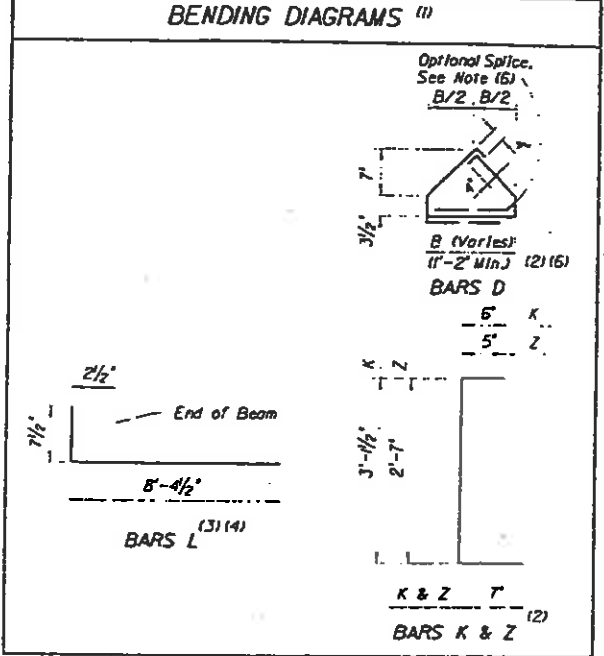 BENDING DIAGRAMS (1)
Optional Splice,
See Note (6)
B/2 B/2
7"
3½"
4"
B (Varies)
(1'-2" Min.) (2)(6)
BARS D
6" K
5" Z
K Z
3'-1½"
2'-7"
K & Z 7"
BARS K & Z (2)
2½"
End of Beam
7½"
8'-4½"
BARS L (3)(4)